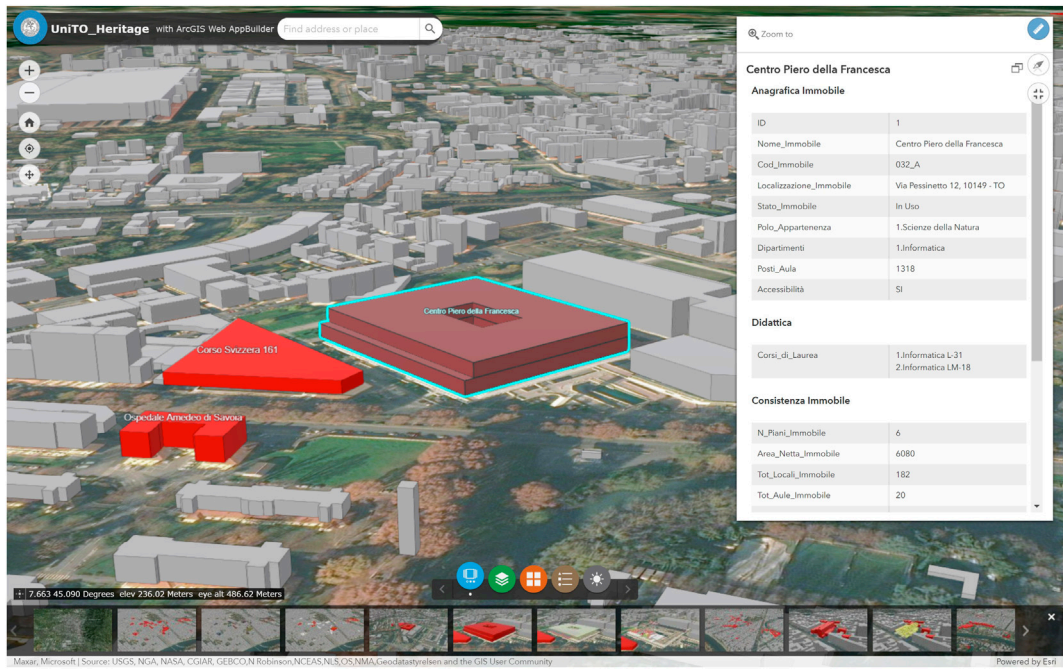 UniTO_Heritage with ArcGIS Web AppBuilder
Find address or place
Zoom to
Centro Piero della Francesca
Anagrafica Immobile
ID 1
Nome_Immobile Centro Piero della Francesca
Cod_Immobile 032_A
Localizzazione_Immobile Via Pessinetto 12, 10149 - TO
Stato_Immobile In Uso
Polo_Appartenenza 1.Scienze della Natura
Dipartimenti 1.Informatica
Posti_Aula 1318
Accessibilità SI
Didattica
Corsi_di_Laurea 1.Informatica L-31
2.Informatica LM-18
Consistenza Immobile
N_Piani_Immobile 6
Area_Netta_Immobile 6080
Tot_Locali_Immobile 182
Tot_Aule_Immobile 20
Centro Piero della Francesca
Corso Svizzera 161
Ospedale Amedeo di Savoia
7.663 45.090 Degrees elev 236.02 Meters eye alt 486.62 Meters
Maxar, Microsoft | Source: USGS, NGA, NASA, CGIAR, GEBCO,N Robinson,NCEAS,NLS,OS,NMA,Geodatastyrelsen and the GIS User Community
Powered by Esri